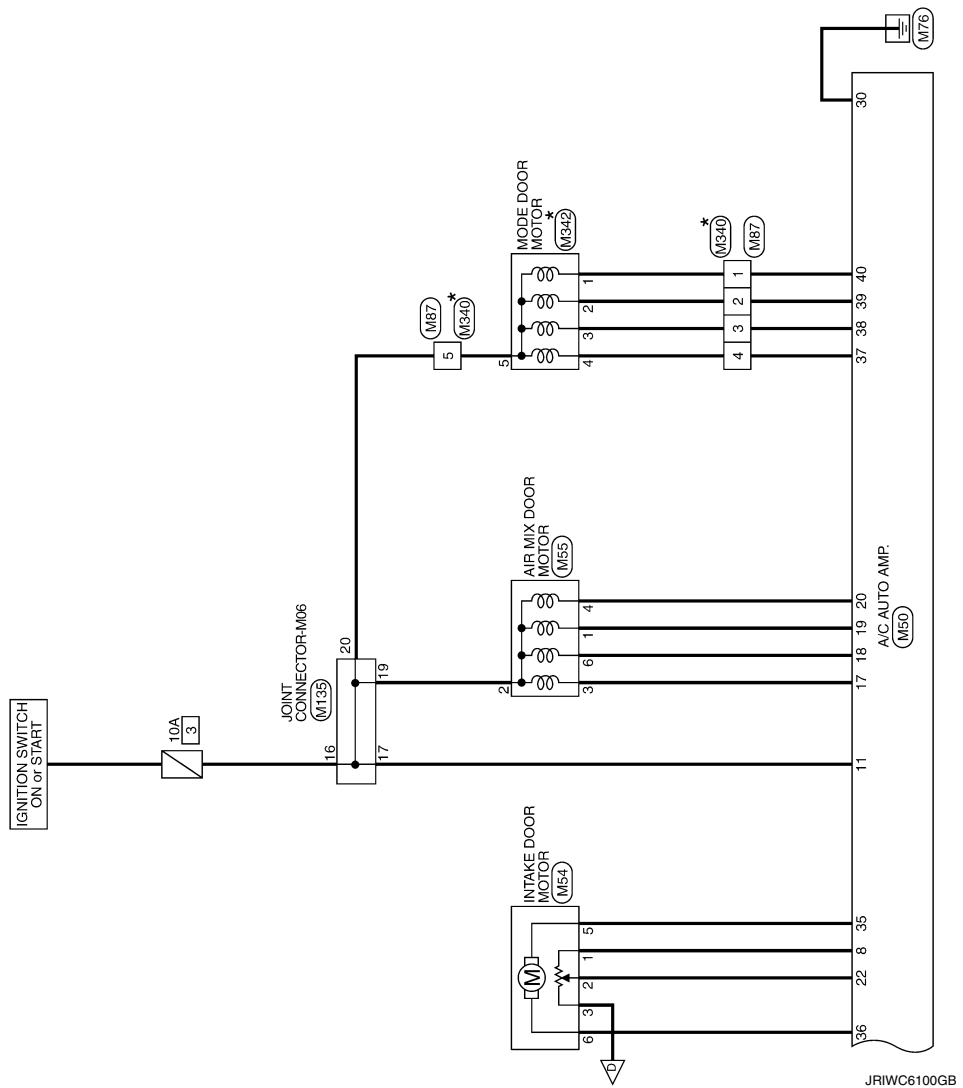 IGNITION SWITCH
ON or START
10A
3
JOINT
CONNECTOR-M06
M135
16
20
17
19
INTAKE DOOR
MOTOR
M54
M
6
3
2
1
5
D
AIR MIX DOOR
MOTOR
M55
2
3
6
1
4
M87
M340
*
5
MODE DOOR
MOTOR
*
M342
5
4
3
2
1
*
M340
M87
4
3
2
1
36
22
8
35
11
17
18
19
20
37
38
39
40
30
A/C AUTO AMP.
M50
M76
JRIWC6100GB